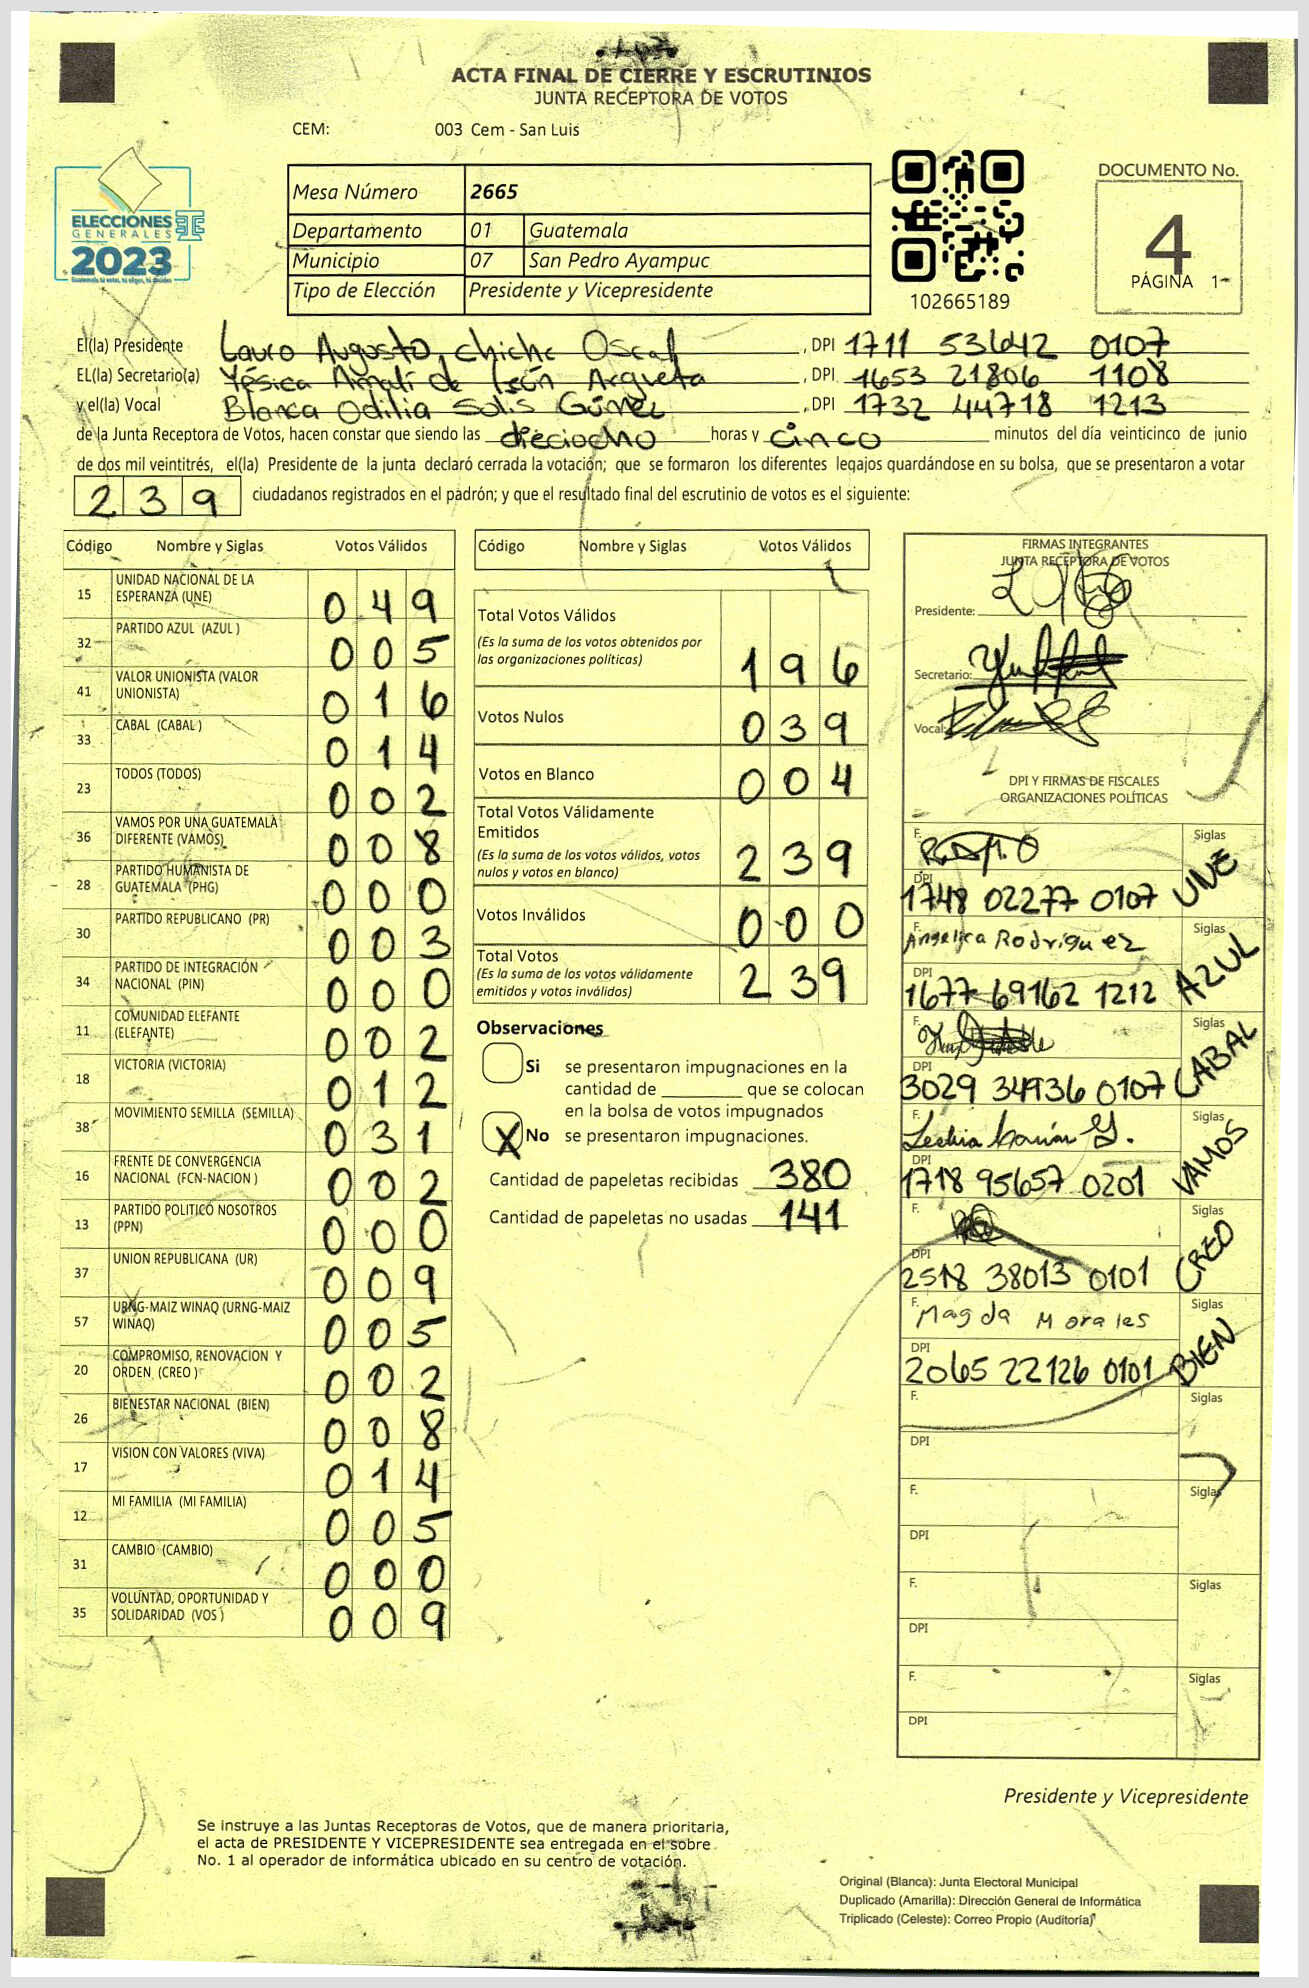 ACTA FINAL DE CIERRE Y ESCRUTINIOS
JUNTA RECEPTORA DE VOTOS
CEM: 003 Cem - San Luis
ELECCIONES
GENERALES
2023
Mesa Número 2665
Departamento 01 Guatemala
Municipio 07 San Pedro Ayampuc
Tipo de Elección Presidente y Vicepresidente
102665189
DOCUMENTO No.
4
PÁGINA 1
El(la) Presidente Lauro Augusto, Chiche Oscal , DPI 1711 53642 0107
EL(la) Secretario(a) Yésica Amalí de León Argueta , DPI 1653 21806 1108
y el(la) Vocal Blanca Odilia Solis Gómez , DPI 1732 44718 1213
de la Junta Receptora de Votos, hacen constar que siendo las dieciocho horas y cinco minutos del día veinticinco de junio
de dos mil veintitrés, el(la) Presidente de la junta declaró cerrada la votación; que se formaron los diferentes legajos quardándose en su bolsa, que se presentaron a votar
239 ciudadanos registrados en el padrón; y que el resultado final del escrutinio de votos es el siguiente:
Código Nombre y Siglas Votos Válidos
15 UNIDAD NACIONAL DE LA ESPERANZA (UNE) 049
32 PARTIDO AZUL (AZUL ) 005
41 VALOR UNIONISTA (VALOR UNIONISTA) 016
33 CABAL (CABAL ) 014
23 TODOS (TODOS) 002
36 VAMOS POR UNA GUATEMALA DIFERENTE (VAMOS) 008
28 PARTIDO HUMANISTA DE GUATEMALA (PHG) 000
30 PARTIDO REPUBLICANO (PR) 003
34 PARTIDO DE INTEGRACIÓN NACIONAL (PIN) 000
11 COMUNIDAD ELEFANTE (ELEFANTE) 002
18 VICTORIA (VICTORIA) 012
38 MOVIMIENTO SEMILLA (SEMILLA) 031
16 FRENTE DE CONVERGENCIA NACIONAL (FCN-NACION ) 002
13 PARTIDO POLITICO NOSOTROS (PPN) 000
37 UNION REPUBLICANA (UR) 009
57 URNG-MAIZ WINAQ (URNG-MAIZ WINAQ) 005
20 COMPROMISO, RENOVACION Y ORDEN (CREO ) 002
26 BIENESTAR NACIONAL (BIEN) 008
17 VISION CON VALORES (VIVA) 014
12 MI FAMILIA (MI FAMILIA) 005
31 CAMBIO (CAMBIO) 000
35 VOLUNTAD, OPORTUNIDAD Y SOLIDARIDAD (VOS ) 009
Código Nombre y Siglas Votos Válidos
Total Votos Válidos
(Es la suma de los votos obtenidos por
las organizaciones políticas) 196
Votos Nulos 039
Votos en Blanco 004
Total Votos Válidamente
Emitidos
(Es la suma de los votos válidos, votos
nulos y votos en blanco) 239
Votos Inválidos 000
Total Votos
(Es la suma de los votos válidamente
emitidos y votos inválidos) 239
Observaciones
Si se presentaron impugnaciones en la
cantidad de ________ que se colocan
en la bolsa de votos impugnados
X No se presentaron impugnaciones.
Cantidad de papeletas recibidas 380
Cantidad de papeletas no usadas 141
FIRMAS INTEGRANTES
JUNTA RECEPTORA DE VOTOS
Presidente:
Secretario:
Vocal:
DPI Y FIRMAS DE FISCALES
ORGANIZACIONES POLÍTICAS
F. Siglas
DPI 1748 02277 0107 UNE
F. Angelica Rodriguez Siglas
DPI 1677 69162 1212 AZUL
F. Siglas
DPI 3029 34936 0107 CABAL
F. Siglas
DPI 1718 95657 0201 VAMOS
F. Siglas
DPI 2518 38013 0101 CREO
F. Magda Morales Siglas
DPI 2065 22126 0101 BIEN
F. Siglas
DPI
F. Siglas
DPI
F. Siglas
DPI
F. Siglas
DPI
Presidente y Vicepresidente
Se instruye a las Juntas Receptoras de Votos, que de manera prioritaria,
el acta de PRESIDENTE Y VICEPRESIDENTE sea entregada en el sobre
No. 1 al operador de informática ubicado en su centro de votación.
Original (Blanca): Junta Electoral Municipal
Duplicado (Amarilla): Dirección General de Informática
Triplicado (Celeste): Correo Propio (Auditoría)